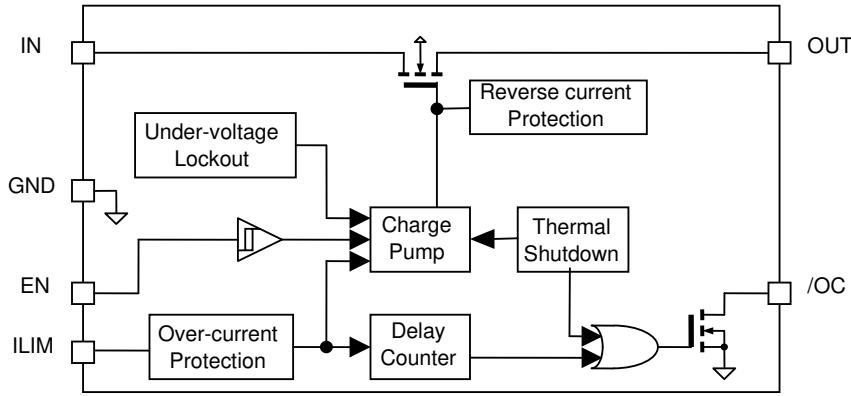 IN
OUT
Reverse current
Protection
Under-voltage
Lockout
GND
Charge
Pump
Thermal
Shutdown
EN
/OC
ILIM
Over-current
Protection
Delay
Counter